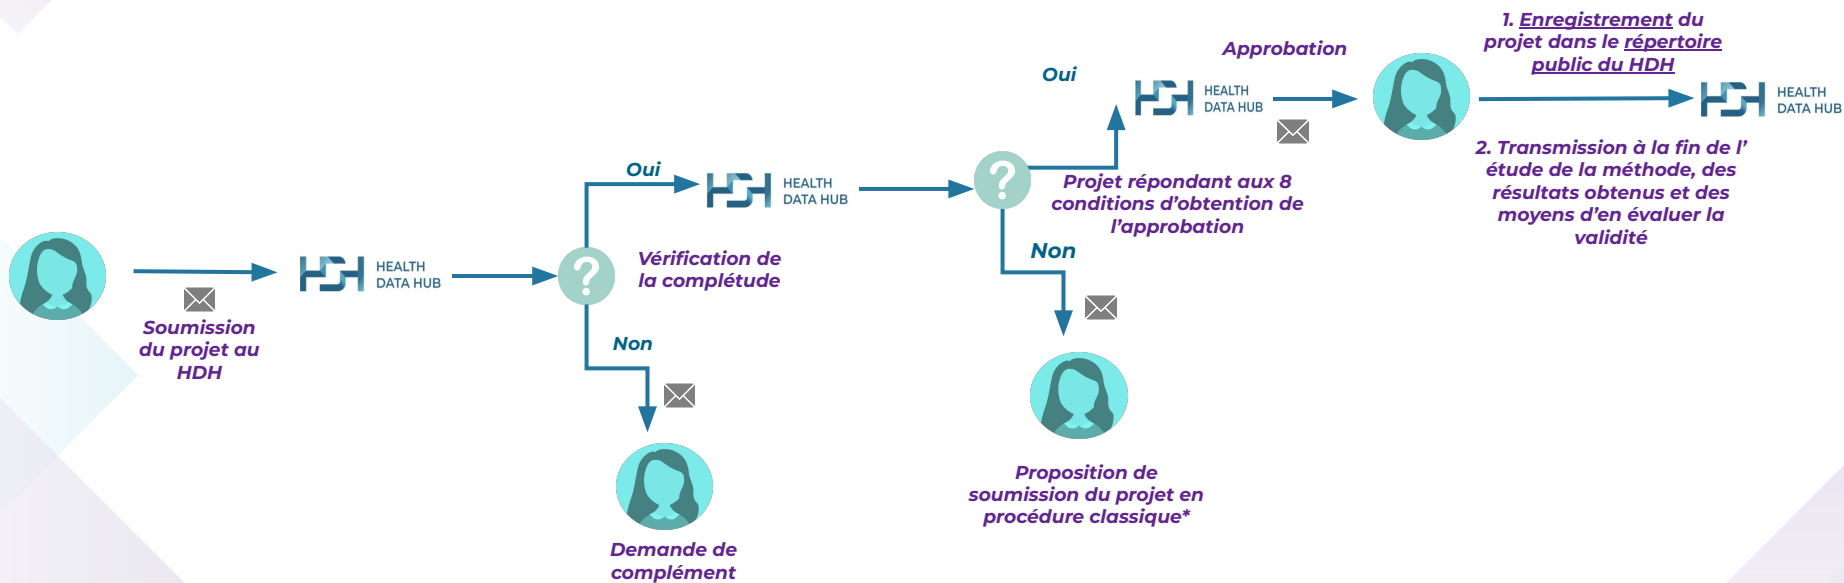 Soumission
du projet au
HDH
HEALTH
DATA HUB
Oui
Vérification de
la complétude
Non
Demande de
complément
HEALTH
DATA HUB
Oui
Projet répondant aux 8
conditions d'obtention de
l'approbation
Non
Proposition de
soumission du projet en
procédure classique*
HEALTH
DATA HUB
Approbation
1. Enregistrement du
projet dans le répertoire
public du HDH
2. Transmission à la fin de l'
étude de la méthode, des
résultats obtenus et des
moyens d'en évaluer la
validité
HEALTH
DATA HUB